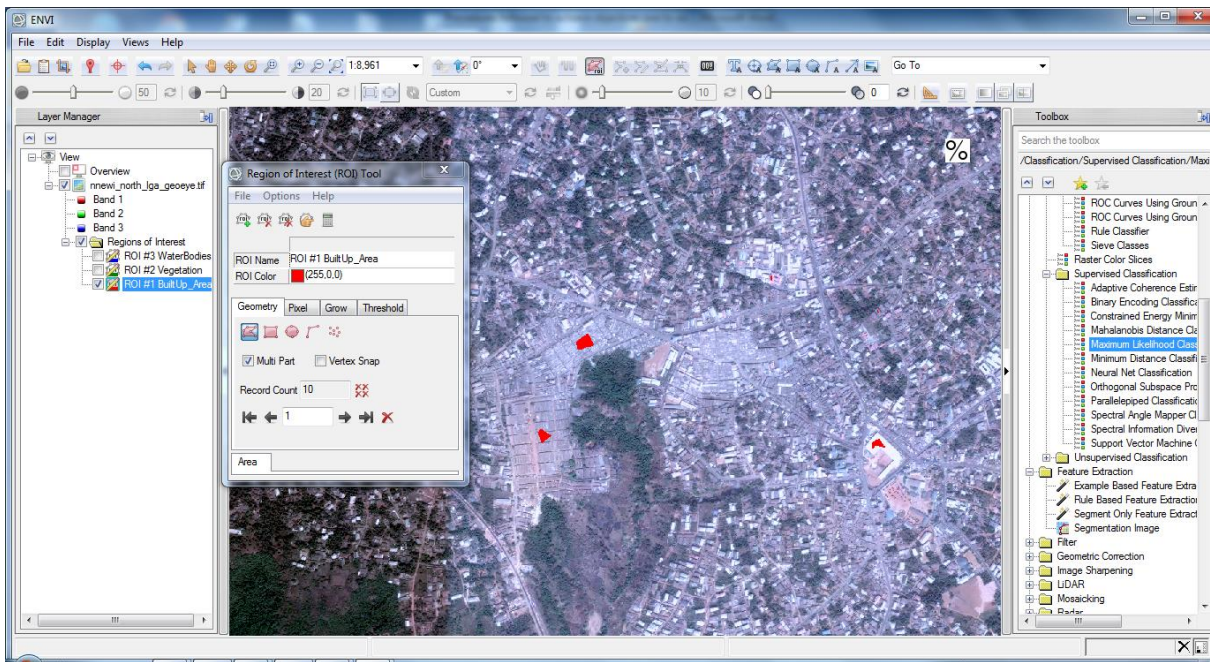 ENVI
File Edit Display Views Help
1:8,961 0° Go To
50 20 Custom 10 0
Layer Manager
View
Overview
nnewi_north_lga_geoeye.tif
Band 1
Band 2
Band 3
Regions of Interest
ROI #3 WaterBodies
ROI #2 Vegetation
ROI #1 BuiltUp_Area
Region of Interest (ROI) Tool
File Options Help
ROI Name ROI #1 BuiltUp_Area
ROI Color (255,0,0)
Geometry Pixel Grow Threshold
Multi Part Vertex Snap
Record Count 10
1
Area
%
Toolbox
Search the toolbox
/Classification/Supervised Classification/Maxi
ROC Curves Using Groun
ROC Curves Using Groun
Rule Classifier
Sieve Classes
Raster Color Slices
Supervised Classification
Adaptive Coherence Estir
Binary Encoding Classifica
Constrained Energy Minim
Mahalanobis Distance Cla
Maximum Likelihood Class
Minimum Distance Classifi
Neural Net Classification
Orthogonal Subspace Pro
Parallelepiped Classificatio
Spectral Angle Mapper Cl
Spectral Information Diver
Support Vector Machine C
Unsupervised Classification
Feature Extraction
Example Based Feature Extra
Rule Based Feature Extraction
Segment Only Feature Extract
Segmentation Image
Filter
Geometric Correction
Image Sharpening
LiDAR
Mosaicking
Radar